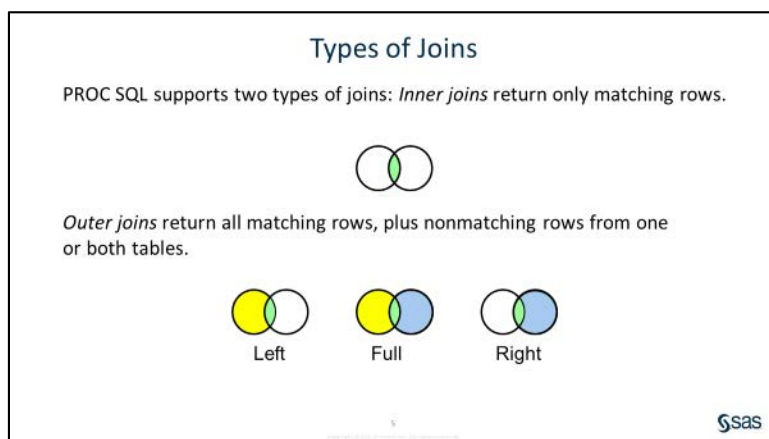 Types of Joins
PROC SQL supports two types of joins: Inner joins return only matching rows.
Outer joins return all matching rows, plus nonmatching rows from one
or both tables.
Left Full Right
5
sas